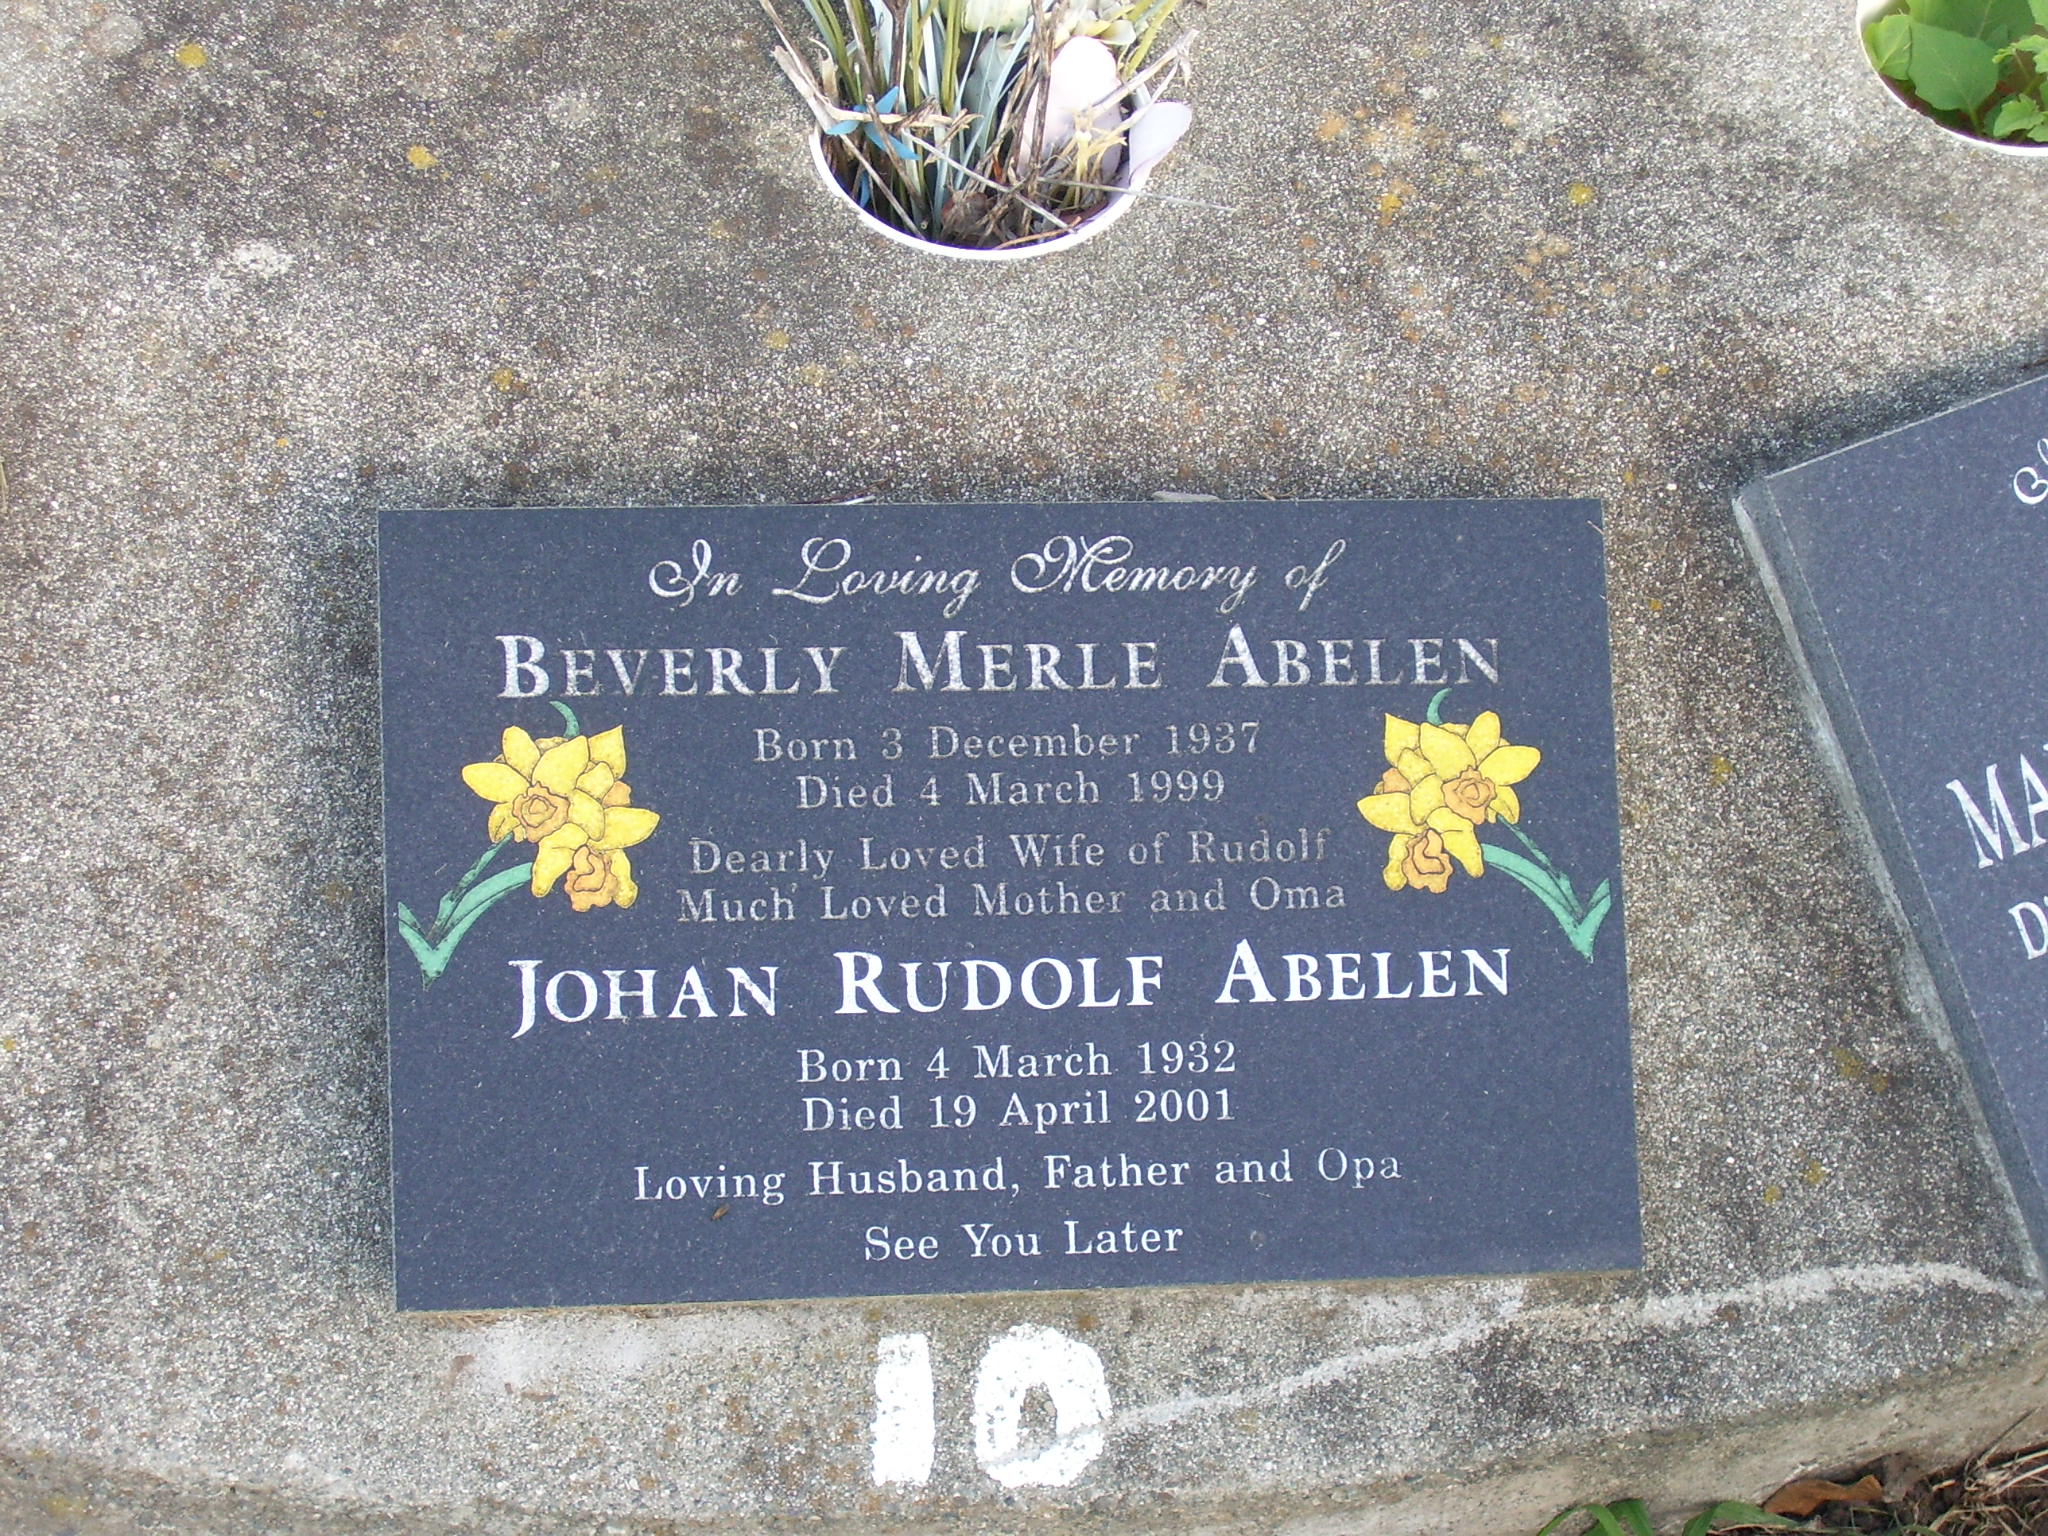 In Loving Memory of
BEVERLY MERLE ABELEN
Born 3 December 1937
Died 4 March 1999
Dearly Loved Wife of Rudolf
Much Loved Mother and Oma
JOHAN RUDOLF ABELEN
Born 4 March 1932
Died 19 April 2001
Loving Husband, Father and Opa
See You Later
10